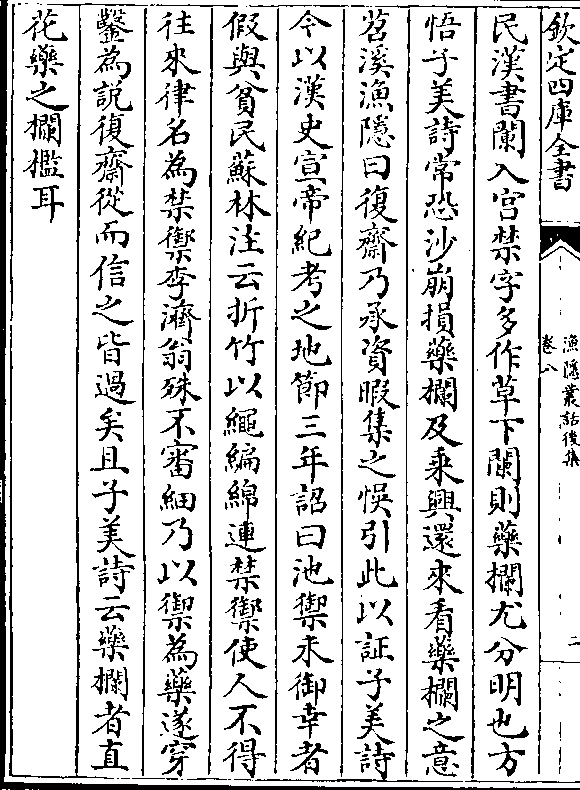 欽定四庫全書
漁隱叢話後集
卷八
二
民漢書闌入宫禁字多作草下闌則藥欄尤分明也方
悟子美詩常恐沙崩損藥欄及乘興還來看藥欄之意
苕溪漁隱曰復齋乃承資暇集之悞引此以証子美詩
今以漢史宣帝紀考之地節三年詔曰池籞未御幸者
假與貧民蘇林注云折竹以繩編綿連禁籞使人不得
徃來律名為禁籞李濟翁殊不審細乃以籞為藥遂穿
鑿為説復齋從而信之皆過矣且子美詩云藥欄者直
花藥之欄檻耳